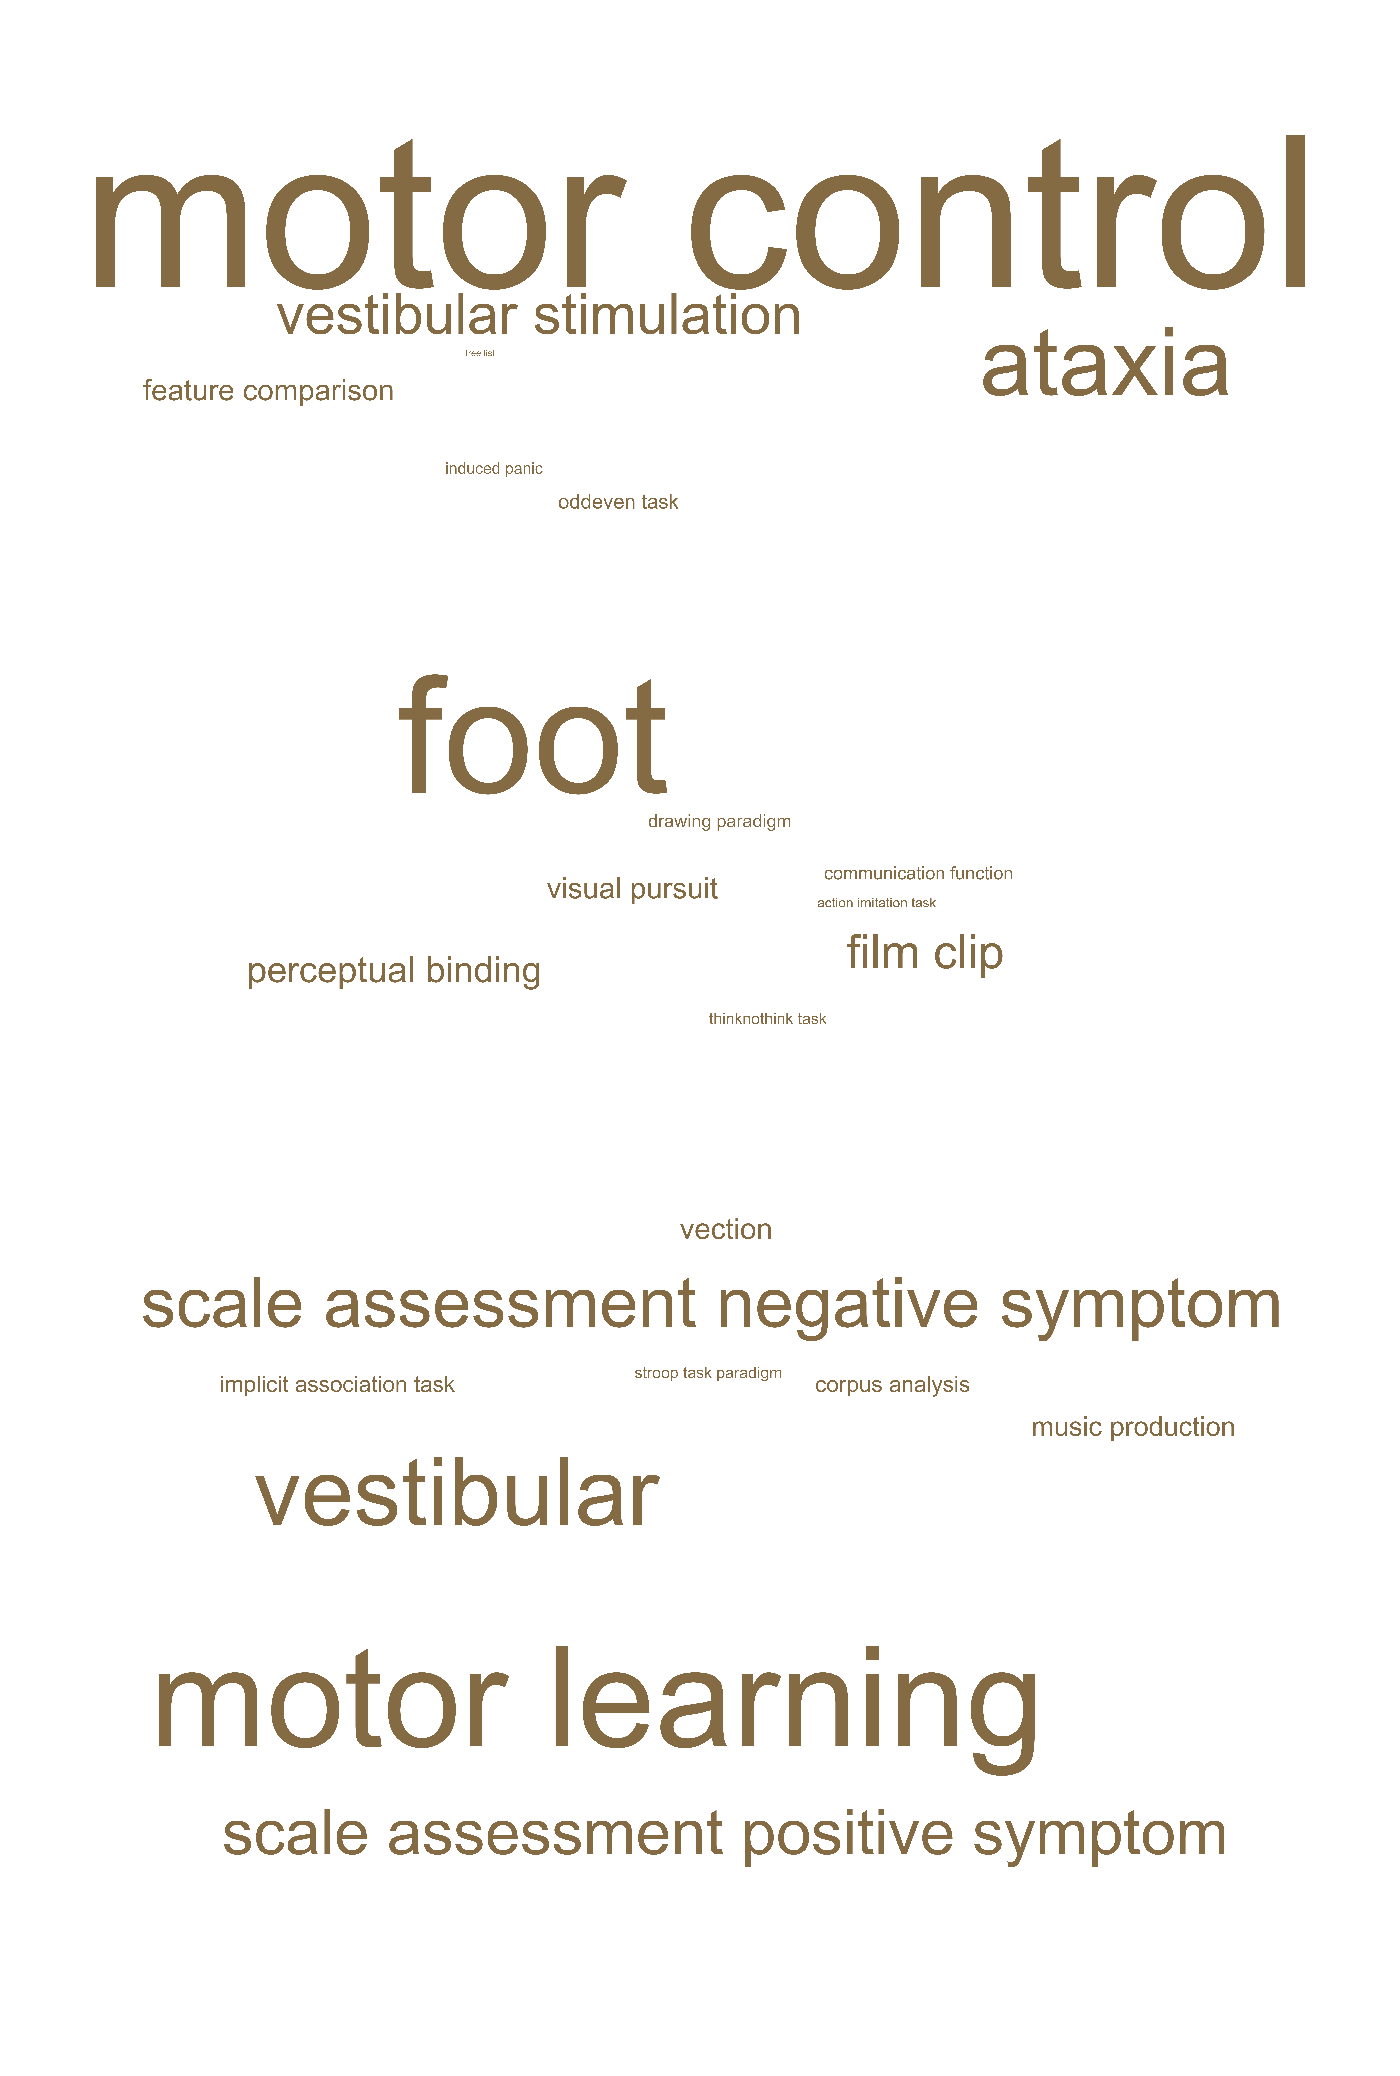 motor control
vestibular stimulation
ataxia
tree list
feature comparison
induced panic
oddeven task
foot
drawing paradigm
communication function
visual pursuit
action imitation task
film clip
perceptual binding
thinknothink task
vection
scale assessment negative symptom
stroop task paradigm
implicit association task
corpus analysis
music production
vestibular
motor learning
scale assessment positive symptom